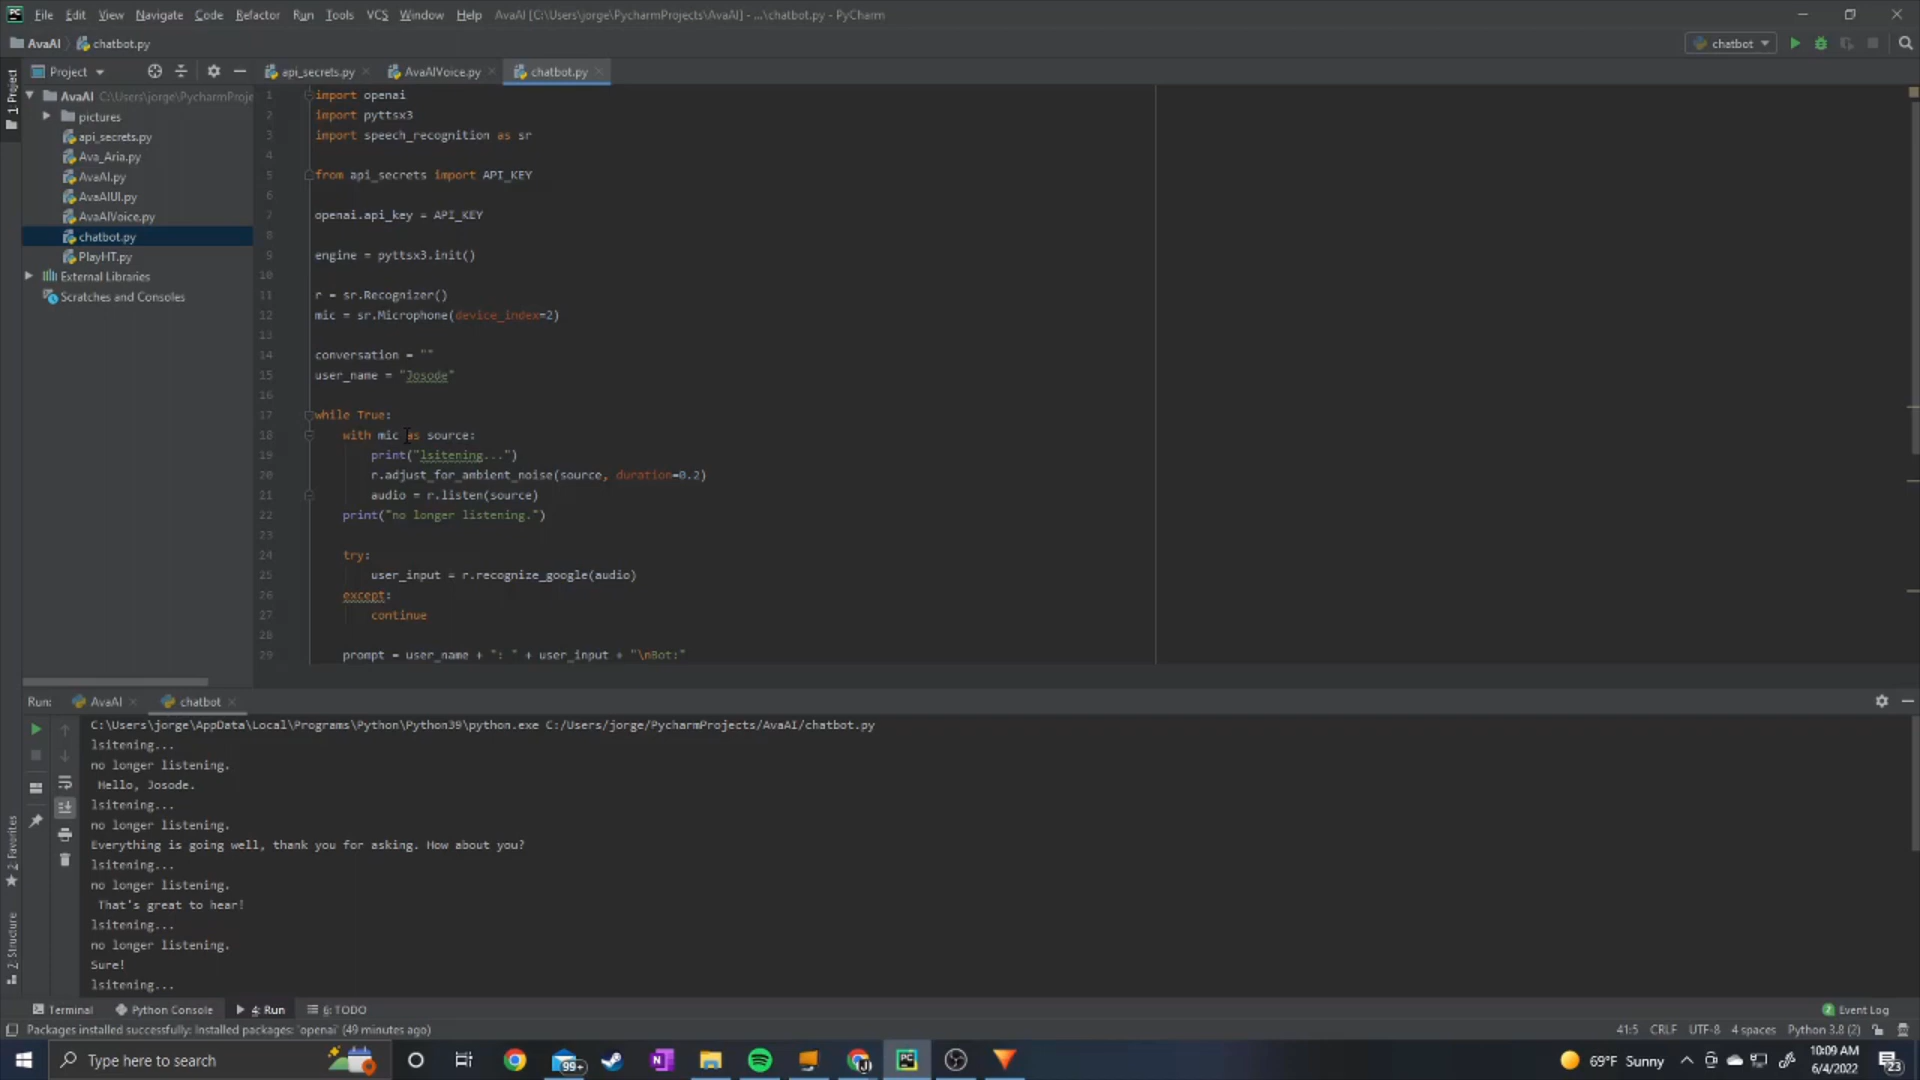 File Edit View Navigate Code Refactor Run Tools VCS Window Help AvaAI [C:\Users\jorge\PycharmProjects\AvaAI] - ...\chatbot.py - PyCharm
AvaAI chatbot.py
chatbot
Project
api_secrets.py
AvaAIVoice.py
chatbot.py
1: Project
AvaAI C:\Users\jorge\PycharmProje
pictures
api_secrets.py
Ava_Aria.py
AvaAI.py
AvaAIUI.py
AvaAIVoice.py
chatbot.py
PlayHT.py
External Libraries
Scratches and Consoles
1 import openai
2 import pyttsx3
3 import speech_recognition as sr
4
5 from api_secrets import API_KEY
6
7 openai.api_key = API_KEY
8
9 engine = pyttsx3.init()
10
11 r = sr.Recognizer()
12 mic = sr.Microphone(device_index=2)
13
14 conversation = ""
15 user_name = "Josode"
16
17 while True:
18 with mic as source:
19 print("lsitening...")
20 r.adjust_for_ambient_noise(source, duration=0.2)
21 audio = r.listen(source)
22 print("no longer listening.")
23
24 try:
25 user_input = r.recognize_google(audio)
26 except:
27 continue
28
29 prompt = user_name + ": " + user_input + "\nBot:"
Run: AvaAI chatbot
C:\Users\jorge\AppData\Local\Programs\Python\Python39\python.exe C:/Users/jorge/PycharmProjects/AvaAI/chatbot.py
lsitening...
no longer listening.
Hello, Josode.
lsitening...
no longer listening.
Everything is going well, thank you for asking. How about you?
lsitening...
no longer listening.
That's great to hear!
lsitening...
no longer listening.
Sure!
lsitening...
2: Favorites
Z: Structure
Terminal Python Console 4: Run 6: TODO
2 Event Log
Packages installed successfully: Installed packages: 'openai' (49 minutes ago)
41:5 CRLF UTF-8 4 spaces Python 3.8 (2)
Type here to search
99+
69°F Sunny
10:09 AM
6/4/2022
23